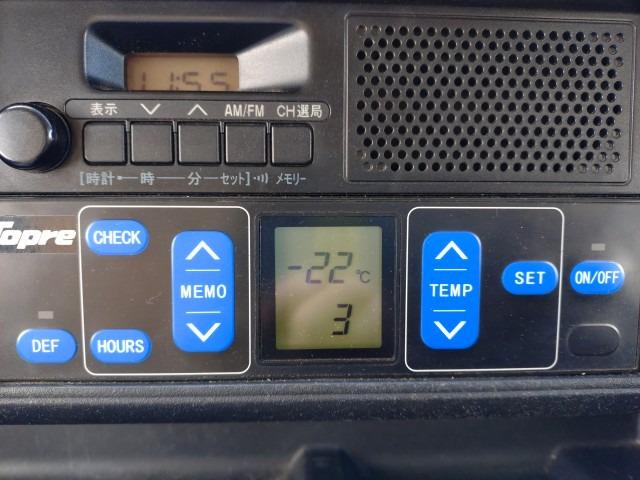 11:55
表示 AM/FM CH選局
[時計・ 時 分 セット] メモリー
Topre CHECK MEMO DEF HOURS
-22℃
3
TEMP SET ON/OFF